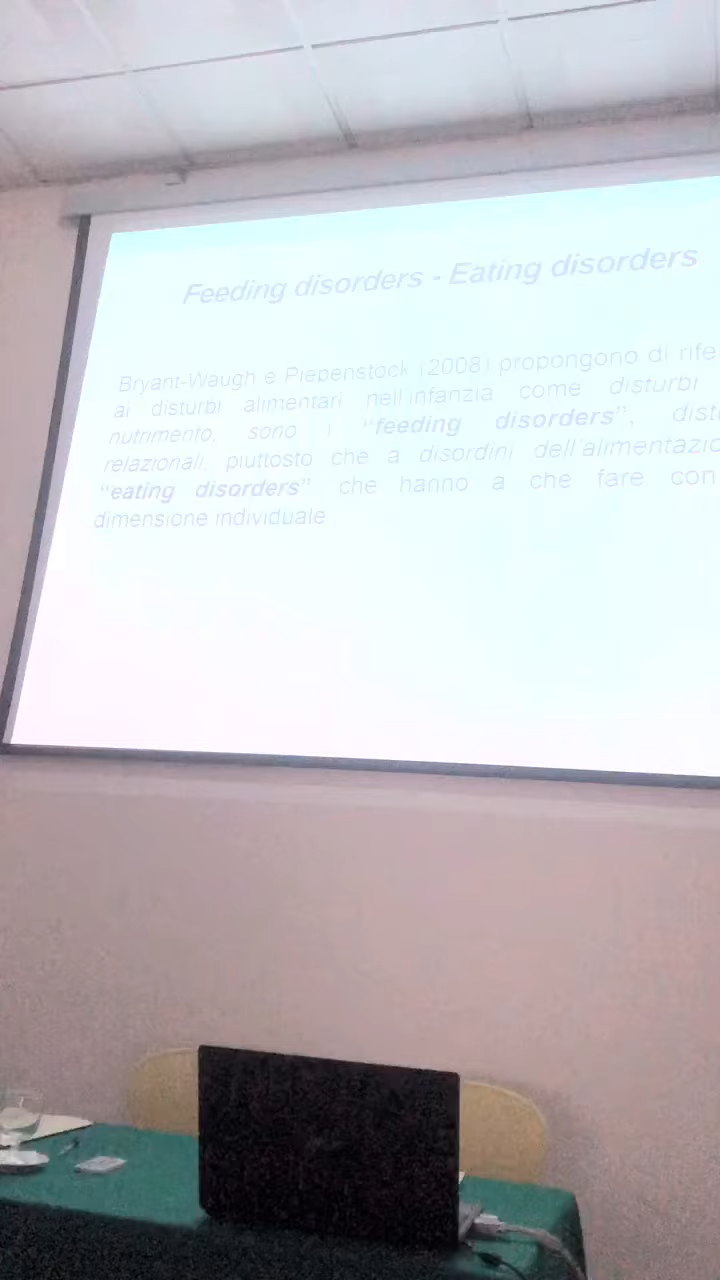 Feeding disorders - Eating disorders
Bryant-Waugh e Piepenstock (2008) propongono di rife
ai disturbi alimentari nell'infanzia come disturbi
nutrimento, sono i “feeding disorders”, dist
relazionali, piuttosto che a disordini dell'alimentazio
“eating disorders” che hanno a che fare con
dimensione individuale